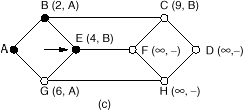 B (2, A) C (9, B)
A E (4, B) F (∞, –) D (∞,–)
G (6, A) H (∞, –)
(c)